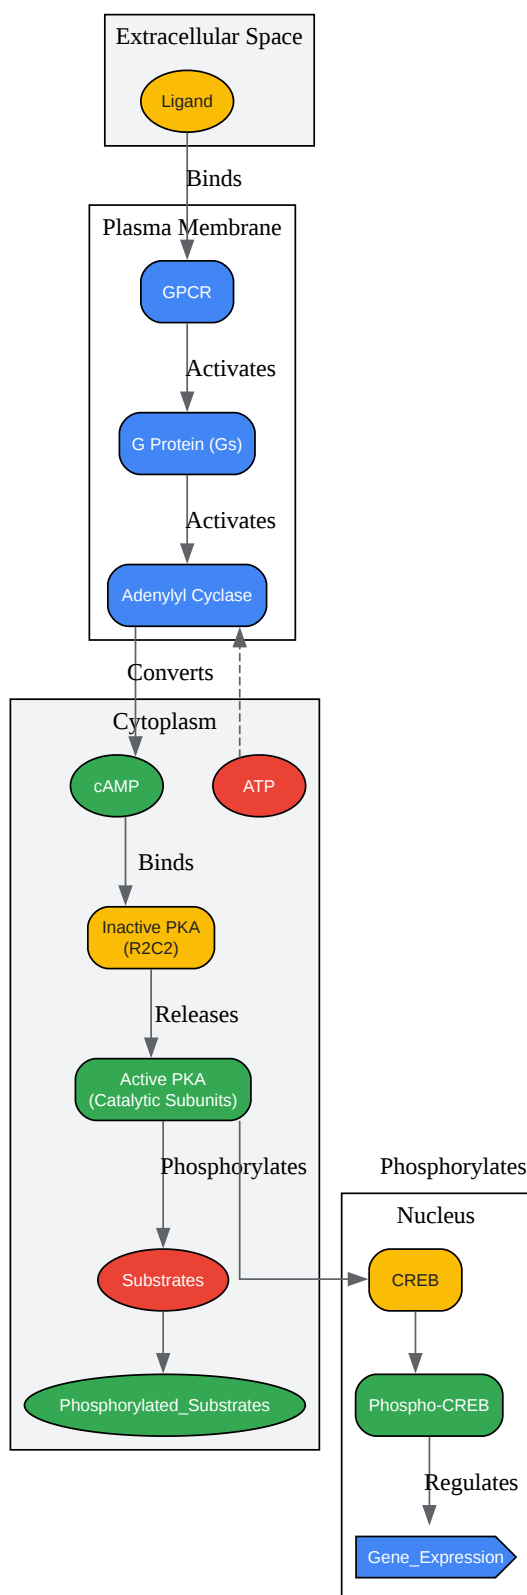 Extracellular Space
Ligand
Binds
Plasma Membrane
GPCR
Activates
G Protein (Gs)
Activates
Adenylyl Cyclase
Converts
Cytoplasm
cAMP
ATP
Binds
Inactive PKA
(R2C2)
Releases
Active PKA
(Catalytic Subunits)
Phosphorylates
Phosphorylates
Nucleus
Substrates
CREB
Phosphorylated_Substrates
Phospho-CREB
Regulates
Gene_Expression